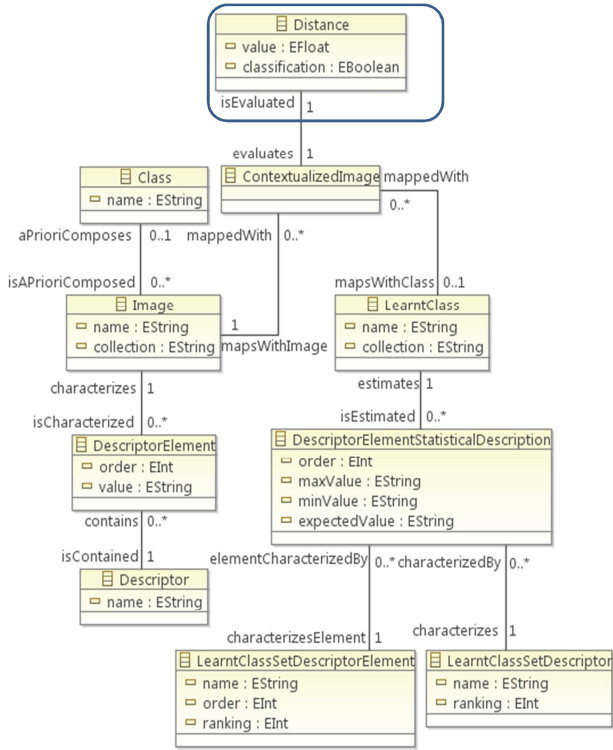 Distance
value : EFloat
classification : EBoolean
isEvaluated 1
evaluates 1
Class
name : EString
ContextualizedImage
mappedWith
0..*
aPrioriComposes 0..1
mappedWith 0..*
isAPrioriComposed 0..*
mapsWithClass 0..1
Image
name : EString
collection : EString
1
mapsWithImage
LearntClass
name : EString
collection : EString
characterizes 1
estimates 1
isCharacterized 0..*
isEstimated 0..*
DescriptorElement
order : EInt
value : EString
DescriptorElementStatisticalDescription
order : EInt
maxValue : EString
minValue : EString
expectedValue : EString
contains 0..*
isContained 1
elementCharacterizedBy 0..*
characterizedBy 0..*
Descriptor
name : EString
characterizesElement 1
characterizes 1
LearntClassSetDescriptorElement
name : EString
order : EInt
ranking : EInt
LearntClassSetDescriptor
name : EString
ranking : EInt